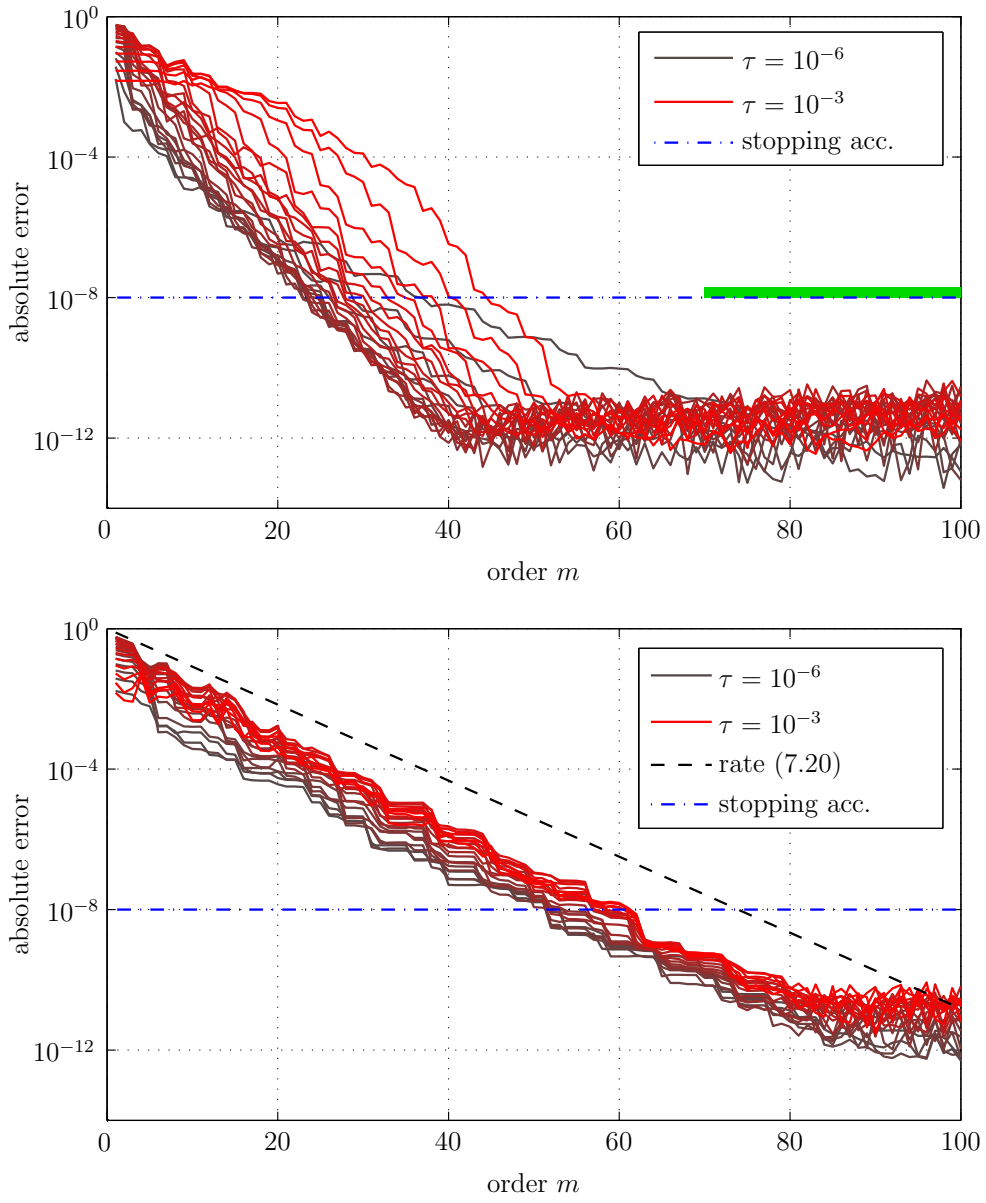 10^0
10^{-4}
10^{-8}
10^{-12}
absolute error
τ = 10^{-6}
τ = 10^{-3}
stopping acc.
0 20 40 60 80 100
order m
10^0
10^{-4}
10^{-8}
10^{-12}
absolute error
τ = 10^{-6}
τ = 10^{-3}
rate (7.20)
stopping acc.
0 20 40 60 80 100
order m